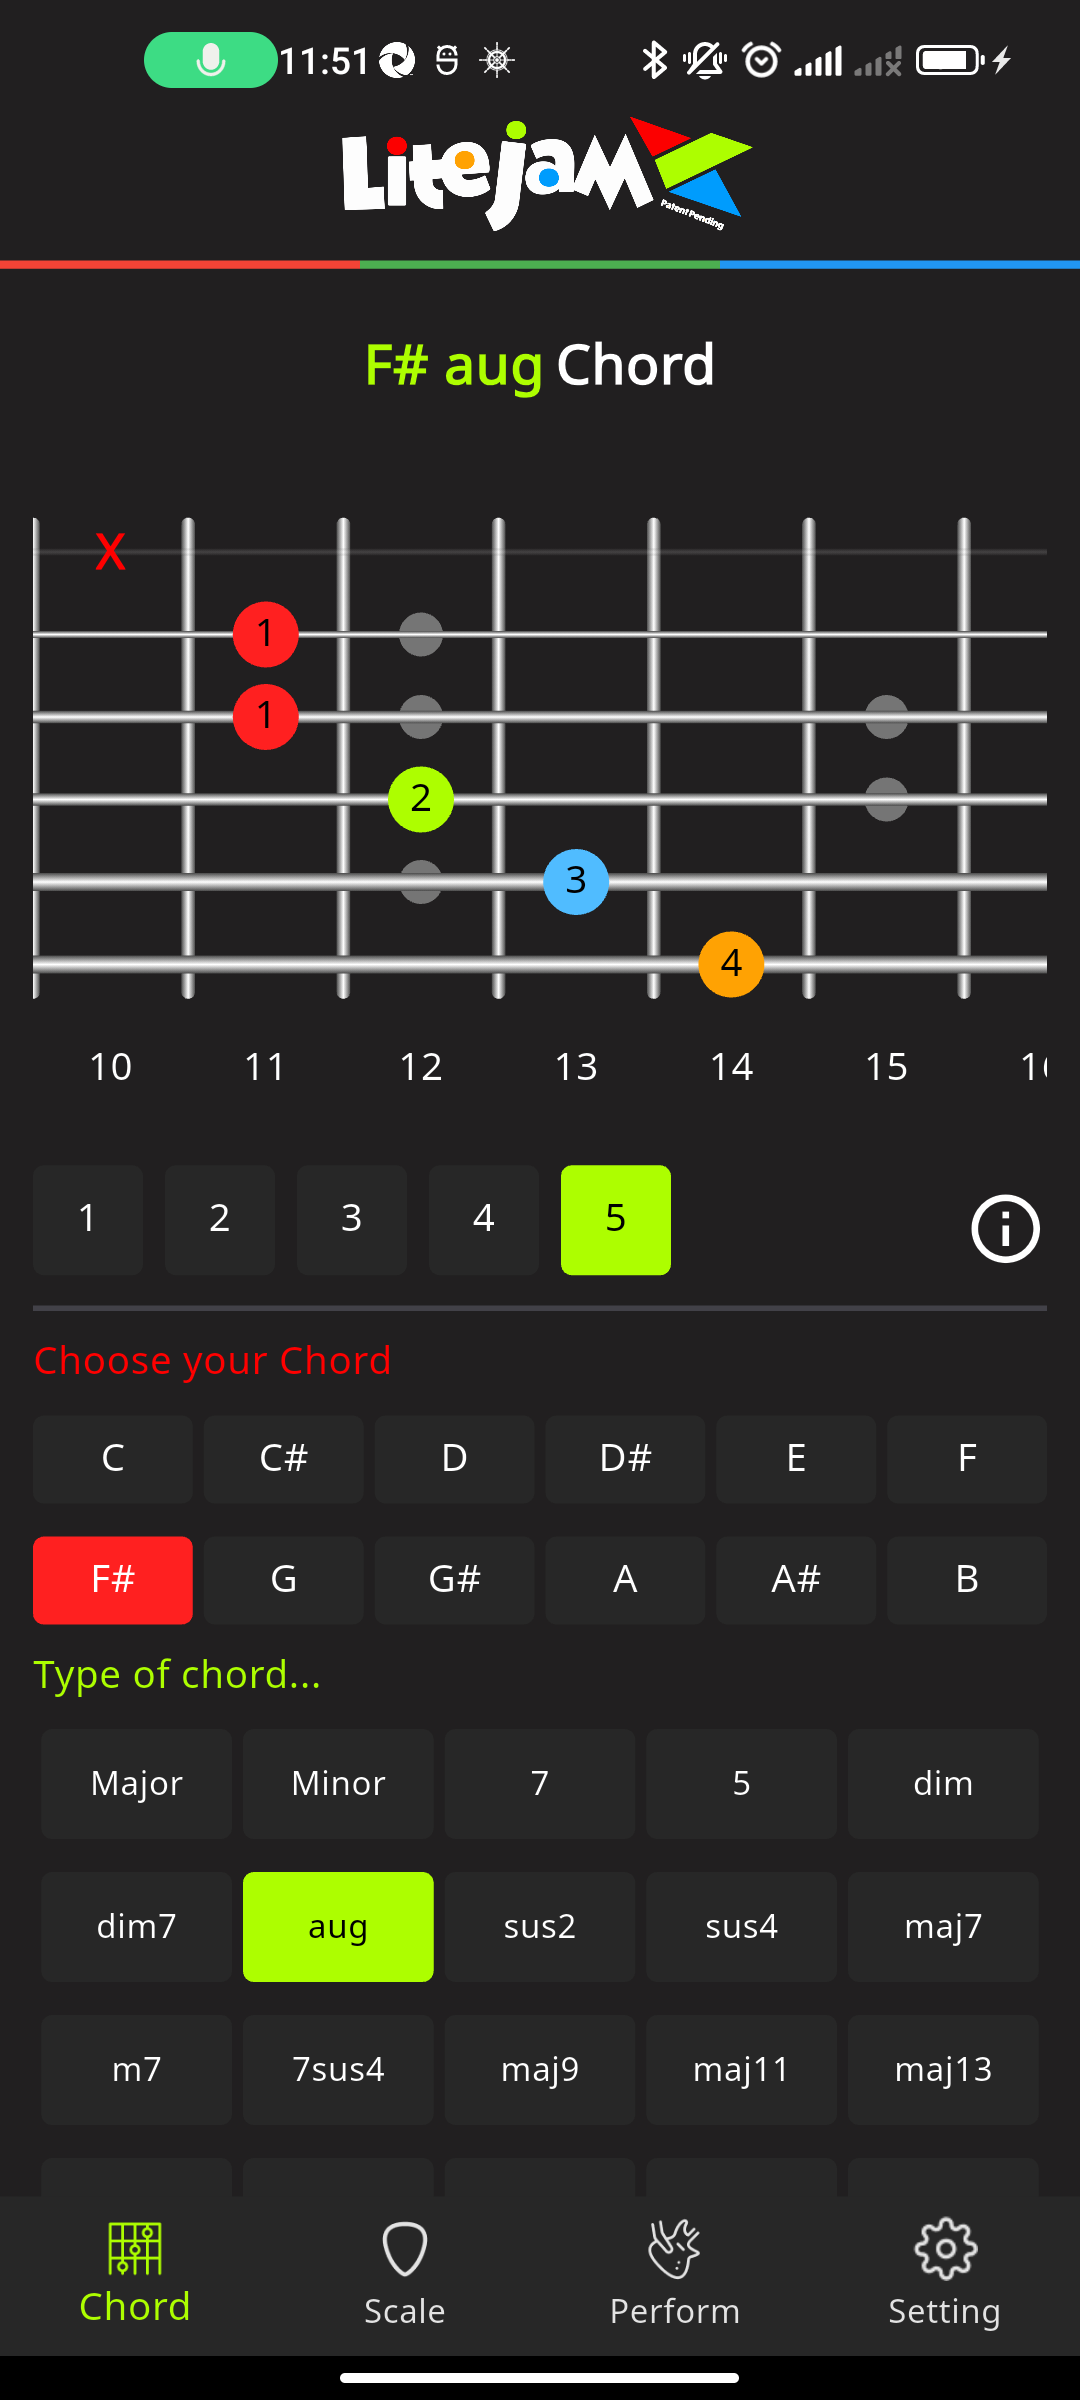 11:51
Litejam
Patent Pending
F# aug Chord
X
1
1
2
3
4
10 11 12 13 14 15
1 2 3 4 5
Choose your Chord
C C# D D# E F
F# G G# A A# B
Type of chord...
Major Minor 7 5 dim
dim7 aug sus2 sus4 maj7
m7 7sus4 maj9 maj11 maj13
Chord Scale Perform Setting